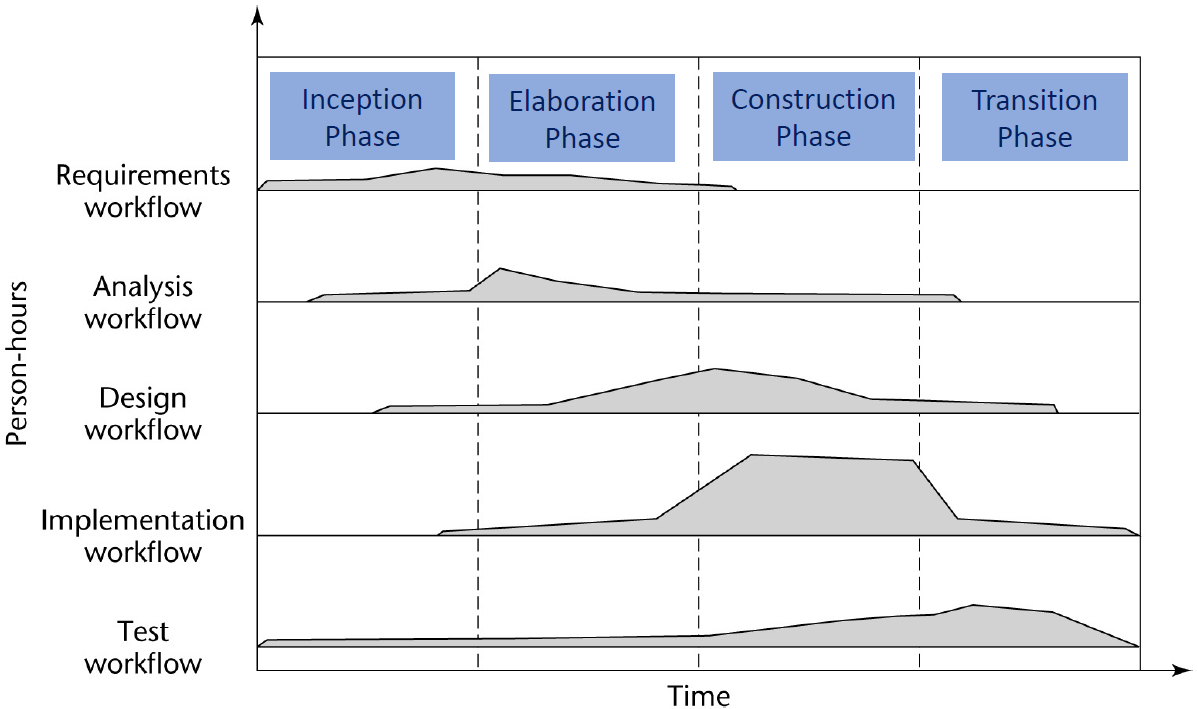 Inception
Phase
Elaboration
Phase
Construction
Phase
Transition
Phase
Requirements
workflow
Analysis
workflow
Design
workflow
Implementation
workflow
Test
workflow
Person-hours
Time